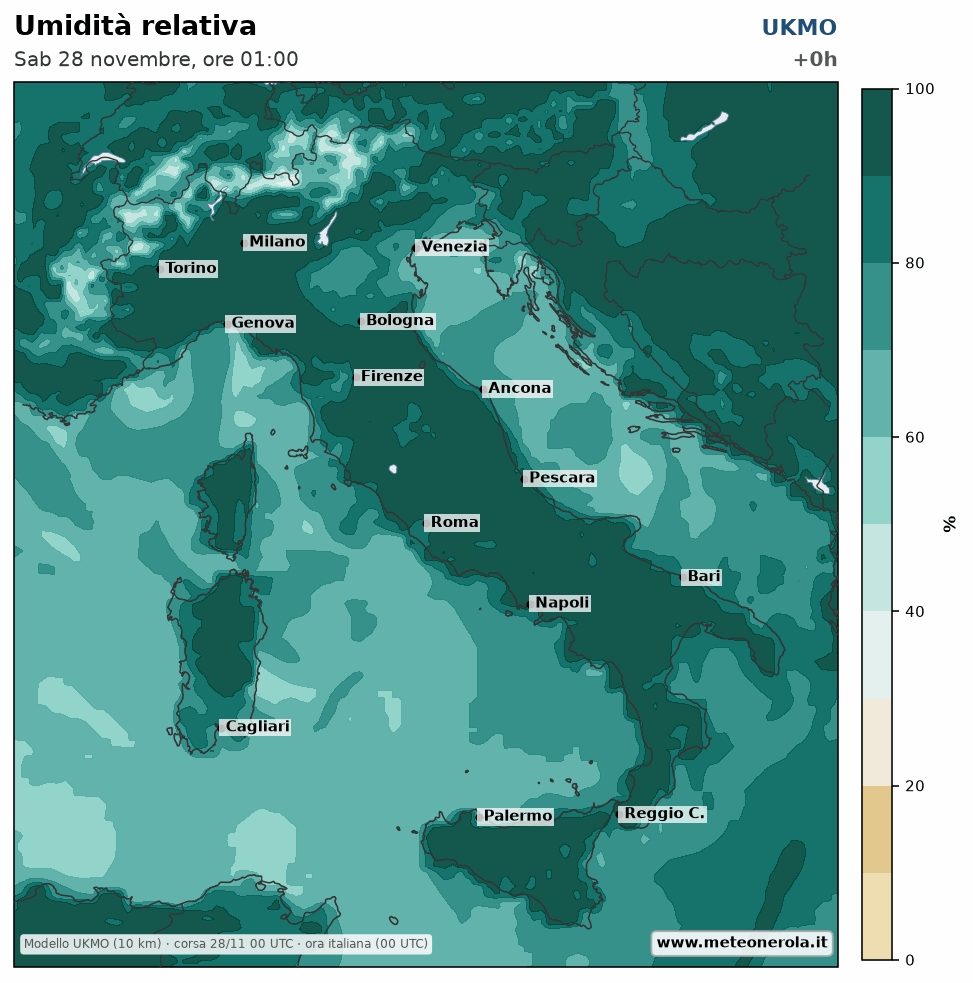 Umidità relativa
UKMO
Sab 28 novembre, ore 01:00
+0h
100
80
60
40
20
0
%
Milano
Venezia
Torino
Genova
Bologna
Firenze
Ancona
Pescara
Roma
Bari
Napoli
Cagliari
Palermo
Reggio C.
Modello UKMO (10 km) · corsa 28/11 00 UTC · ora italiana (00 UTC)
www.meteonerola.it